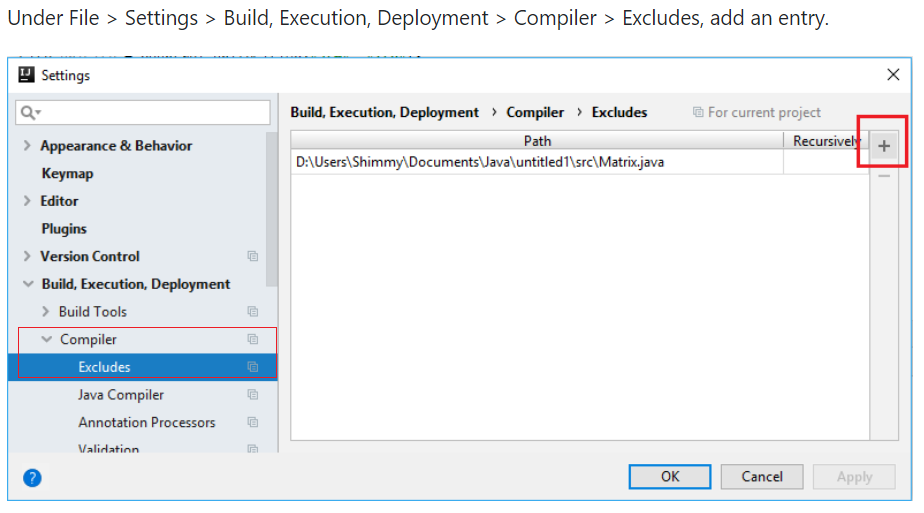 Under File > Settings > Build, Execution, Deployment > Compiler > Excludes, add an entry.
Settings
Build, Execution, Deployment › Compiler › Excludes For current project
Path Recursively
D:\Users\Shimmy\Documents\Java\untitled1\src\Matrix.java
Appearance & Behavior
Keymap
Editor
Plugins
Version Control
Build, Execution, Deployment
Build Tools
Compiler
Excludes
Java Compiler
Annotation Processors
Validation
? OK Cancel Apply